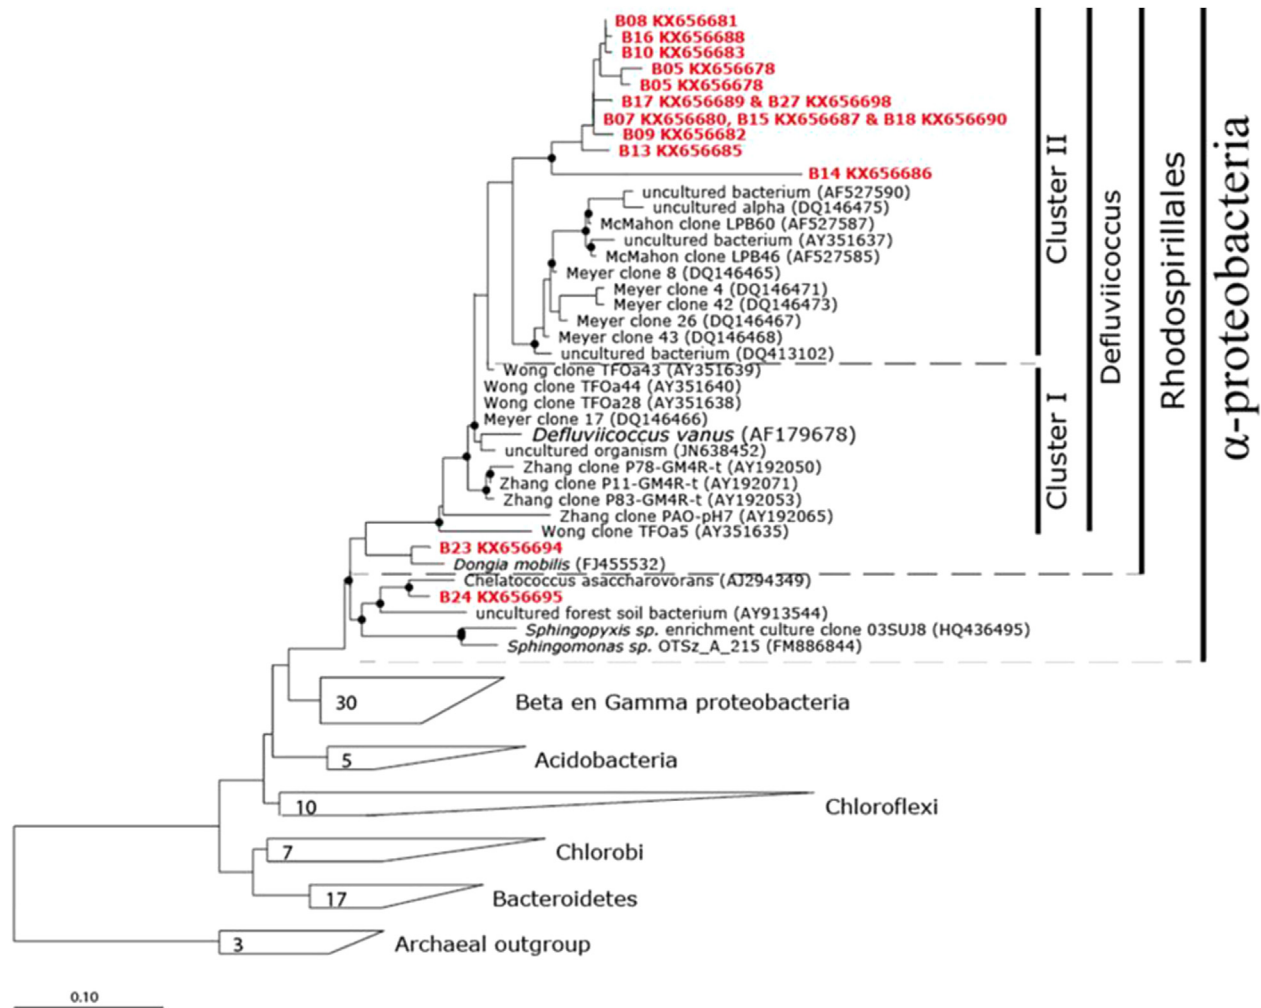 B08 KX656681
B16 KX656688
B10 KX656683
B05 KX656678
B05 KX656678
B17 KX656689 & B27 KX656698
B07 KX656680, B15 KX656687 & B18 KX656690
B09 KX656682
B13 KX656685
B14 KX656686
uncultured bacterium (AF527590)
uncultured alpha (DQ146475)
McMahon clone LPB60 (AF527587)
uncultured bacterium (AY351637)
McMahon clone LPB46 (AF527585)
Meyer clone 8 (DQ146465)
Meyer clone 4 (DQ146471)
Meyer clone 42 (DQ146473)
Meyer clone 26 (DQ146467)
Meyer clone 43 (DQ146468)
uncultured bacterium (DQ413102)
Wong clone TFOa43 (AY351639)
Wong clone TFOa44 (AY351640)
Wong clone TFOa28 (AY351638)
Meyer clone 17 (DQ146466)
Defluviicoccus vanus (AF179678)
uncultured organism (JN638452)
Zhang clone P78-GM4R-t (AY192050)
Zhang clone P11-GM4R-t (AY192071)
Zhang clone P83-GM4R-t (AY192053)
Zhang clone PAO-pH7 (AY192065)
Wong clone TFOa5 (AY351635)
B23 KX656694
Dongia mobilis (FJ455532)
Chelatococcus asaccharovorans (AJ294349)
B24 KX656695
uncultured forest soil bacterium (AY913544)
Sphingopyxis sp. enrichment culture clone 03SUJ8 (HQ436495)
Sphingomonas sp. OTSz_A_215 (FM886844)
Cluster II
Cluster I
Defluviicoccus
Rhodospirillales
α-proteobacteria
30 Beta en Gamma proteobacteria
5 Acidobacteria
10 Chloroflexi
7 Chlorobi
17 Bacteroidetes
3 Archaeal outgroup
0.10